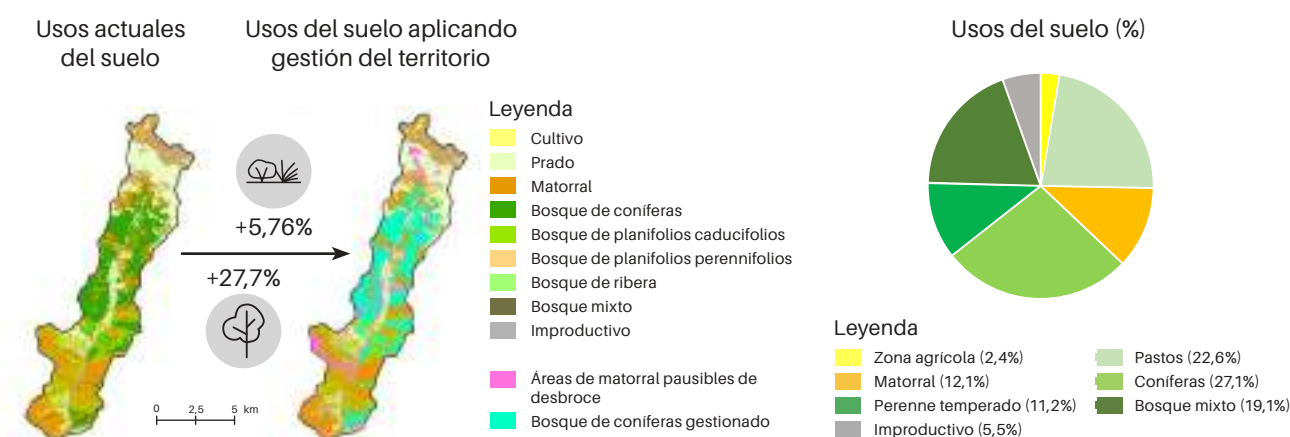 Usos actuales
del suelo
Usos del suelo aplicando
gestión del territorio
+5,76%
+27,7%
0 2,5 5 km
Leyenda
Cultivo
Prado
Matorral
Bosque de coníferas
Bosque de planifolios caducifolios
Bosque de planifolios perennifolios
Bosque de ribera
Bosque mixto
Improductivo
Áreas de matorral pausibles de
desbroce
Bosque de coníferas gestionado
Usos del suelo (%)
Leyenda
Zona agrícola (2,4%)
Matorral (12,1%)
Perenne temperado (11,2%)
Improductivo (5,5%)
Pastos (22,6%)
Coníferas (27,1%)
Bosque mixto (19,1%)